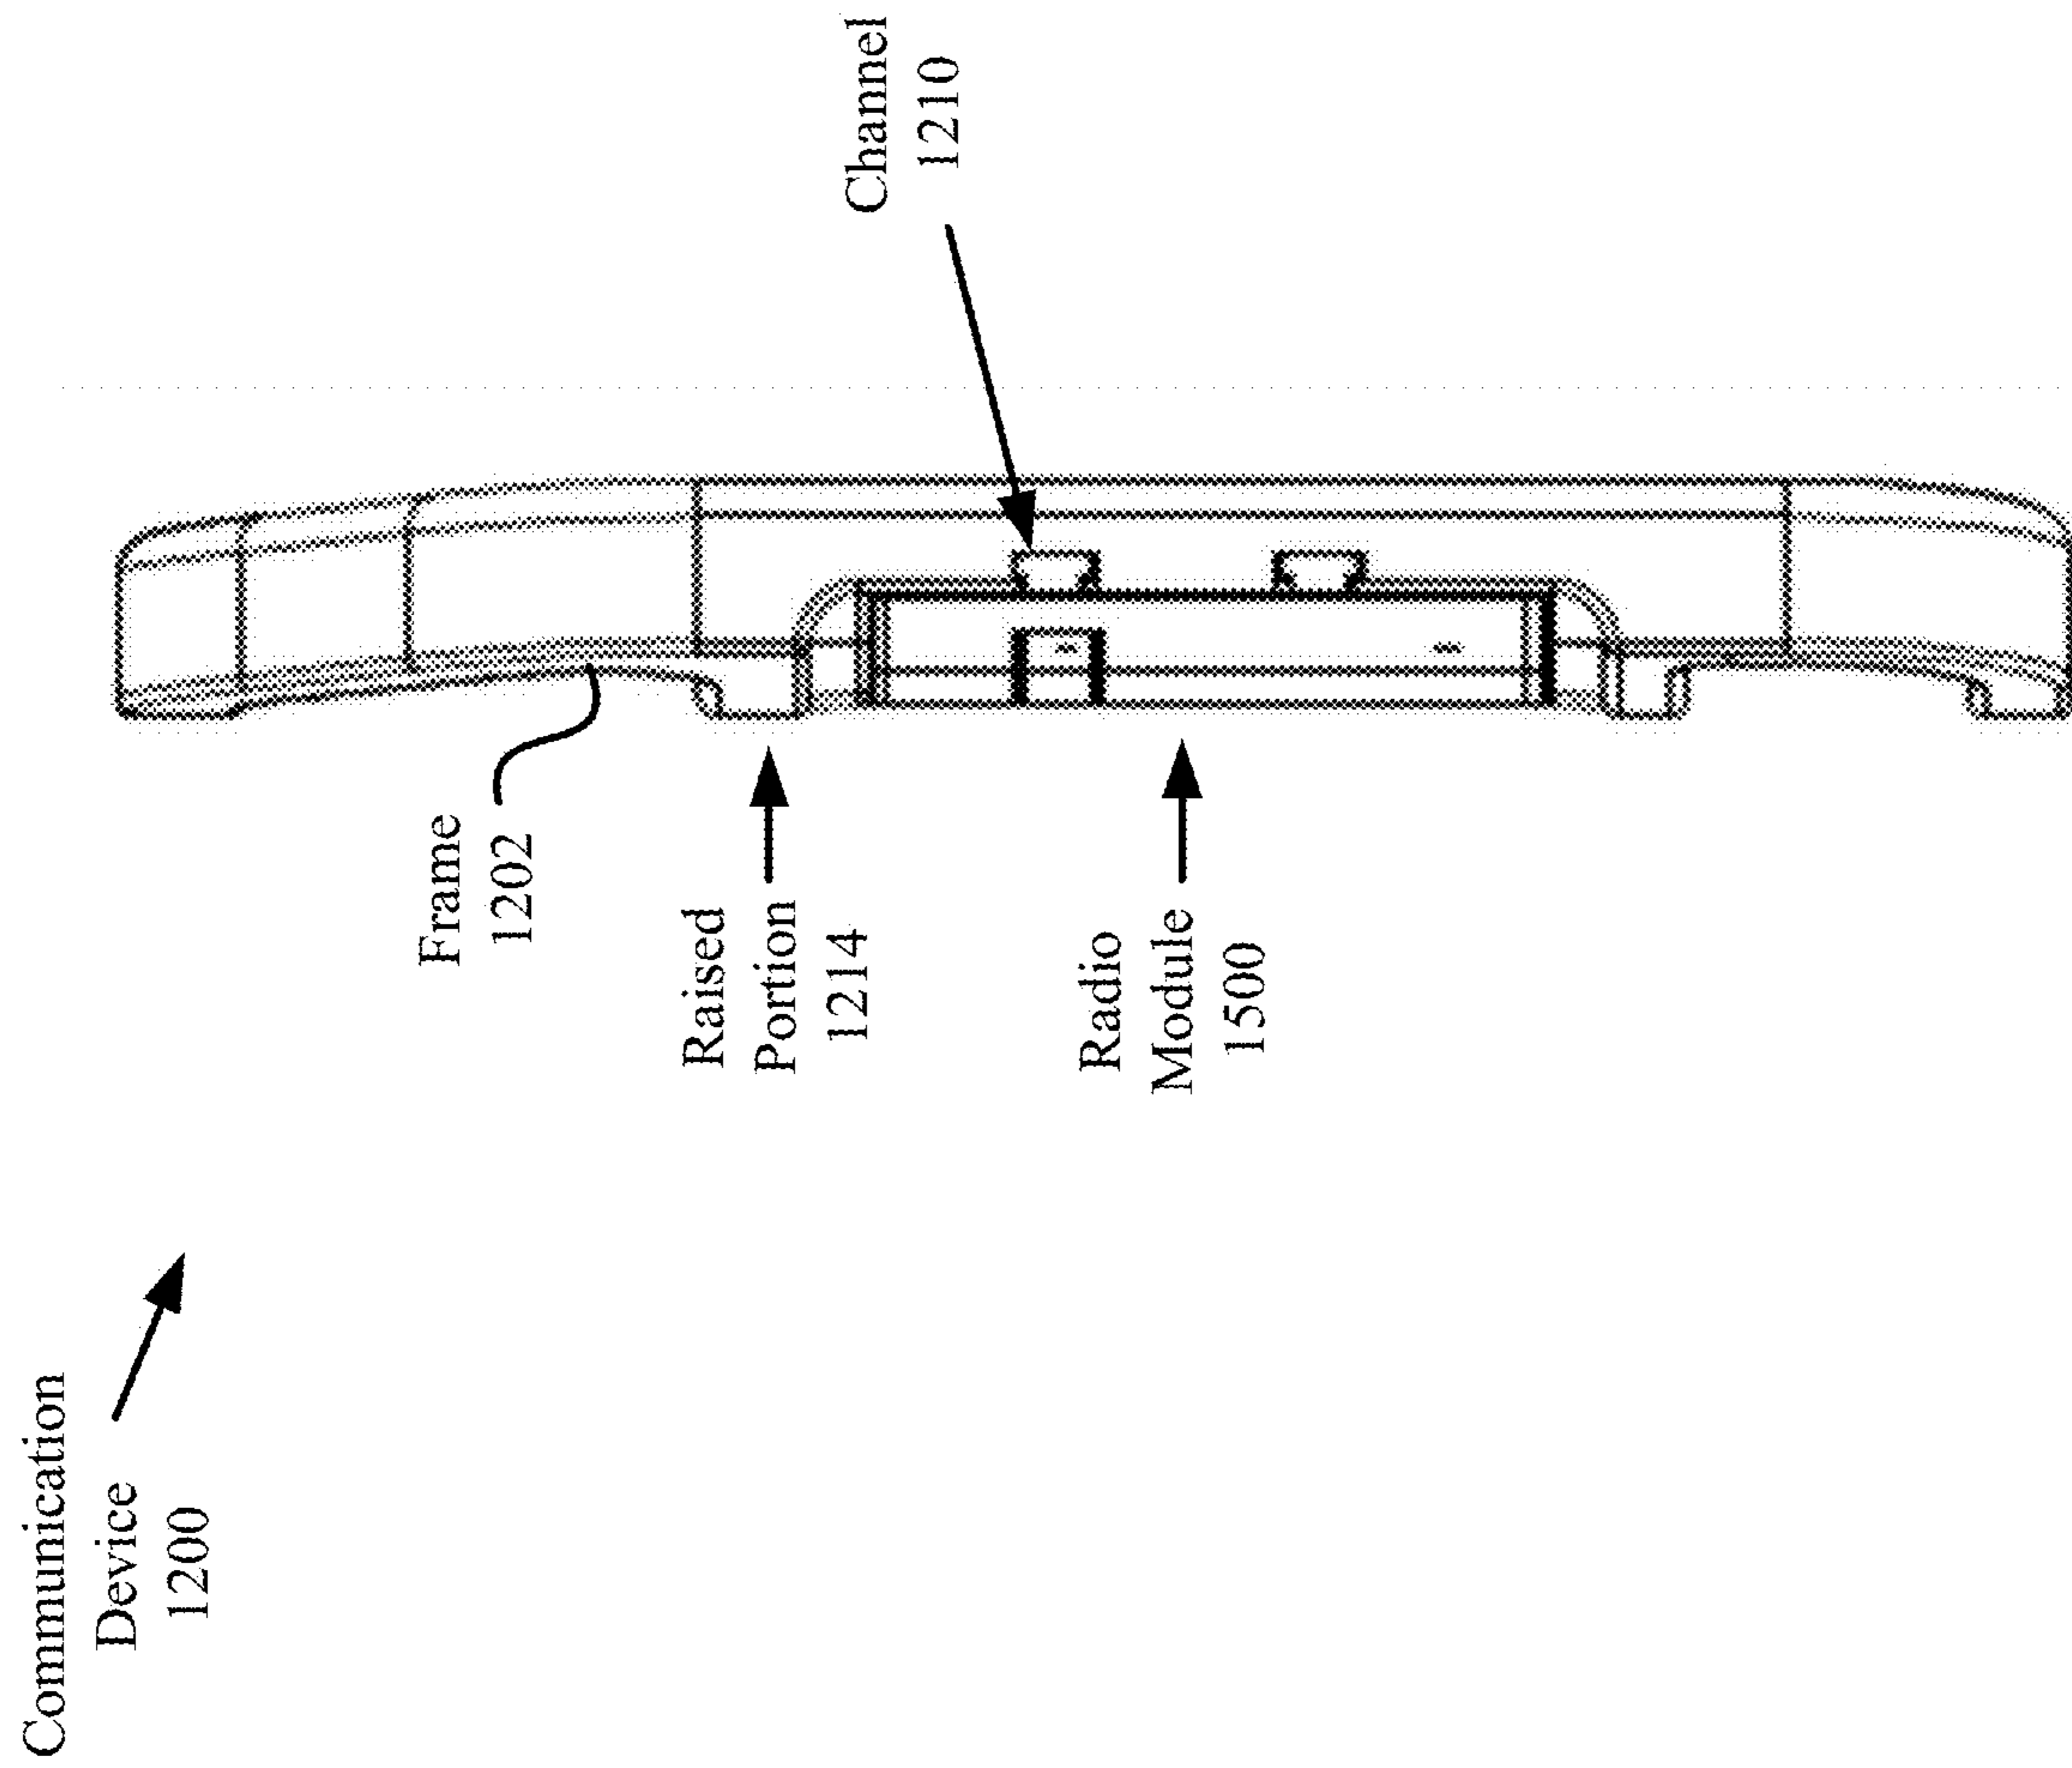 Communication
Device
1200
Frame
1202
Raised
Portion
1214
Radio
Module
1500
Channel
1210